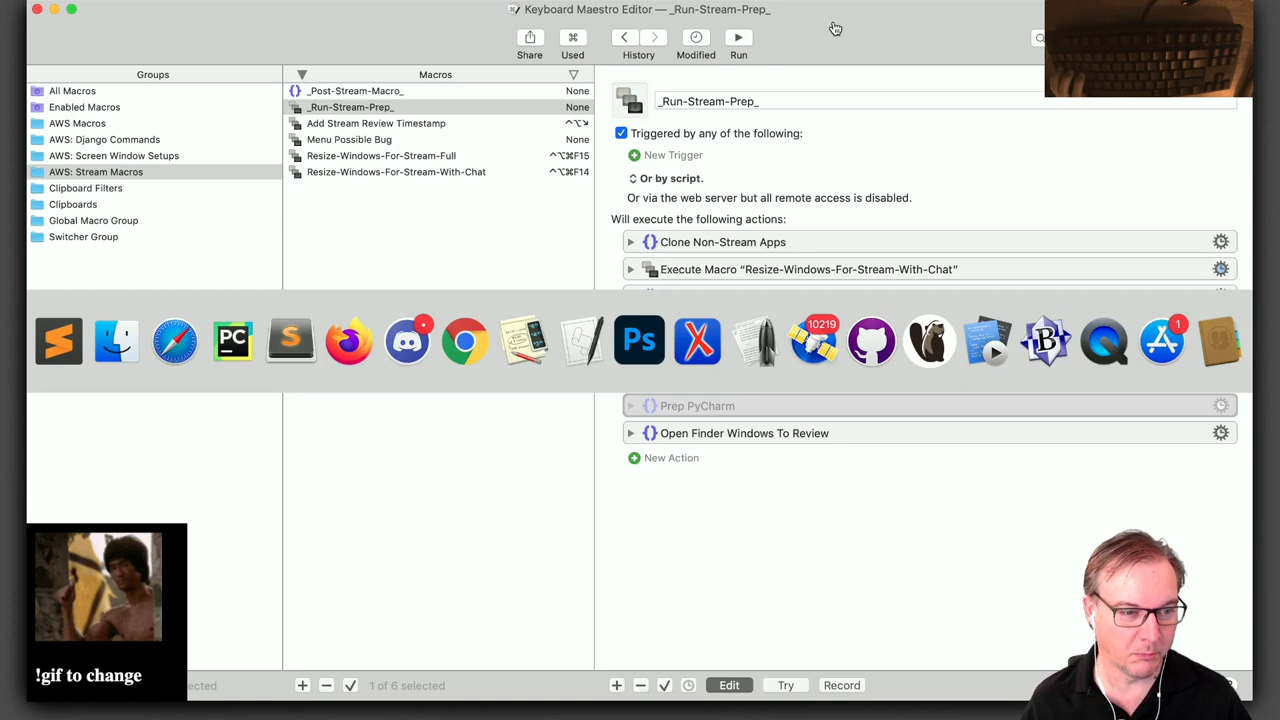 Keyboard Maestro Editor — _Run-Stream-Prep_
Share
Used
History
Modified
Run
Groups
Macros
All Macros
Enabled Macros
AWS Macros
AWS: Django Commands
AWS: Screen Window Setups
AWS: Stream Macros
Clipboard Filters
Clipboards
Global Macro Group
Switcher Group
_Post-Stream-Macro_ None
_Run-Stream-Prep_ None
Add Stream Review Timestamp ^⌥↘
Menu Possible Bug None
Resize-Windows-For-Stream-Full ^⌥⌘F15
Resize-Windows-For-Stream-With-Chat ^⌥⌘F14
_Run-Stream-Prep_
Triggered by any of the following:
New Trigger
Or by script.
Or via the web server but all remote access is disabled.
Will execute the following actions:
Clone Non-Stream Apps
Execute Macro “Resize-Windows-For-Stream-With-Chat”
S
PC
S
Ps
X
10219
B
1
Prep PyCharm
Open Finder Windows To Review
New Action
!gif to change
ected
1 of 6 selected
Edit
Try
Record